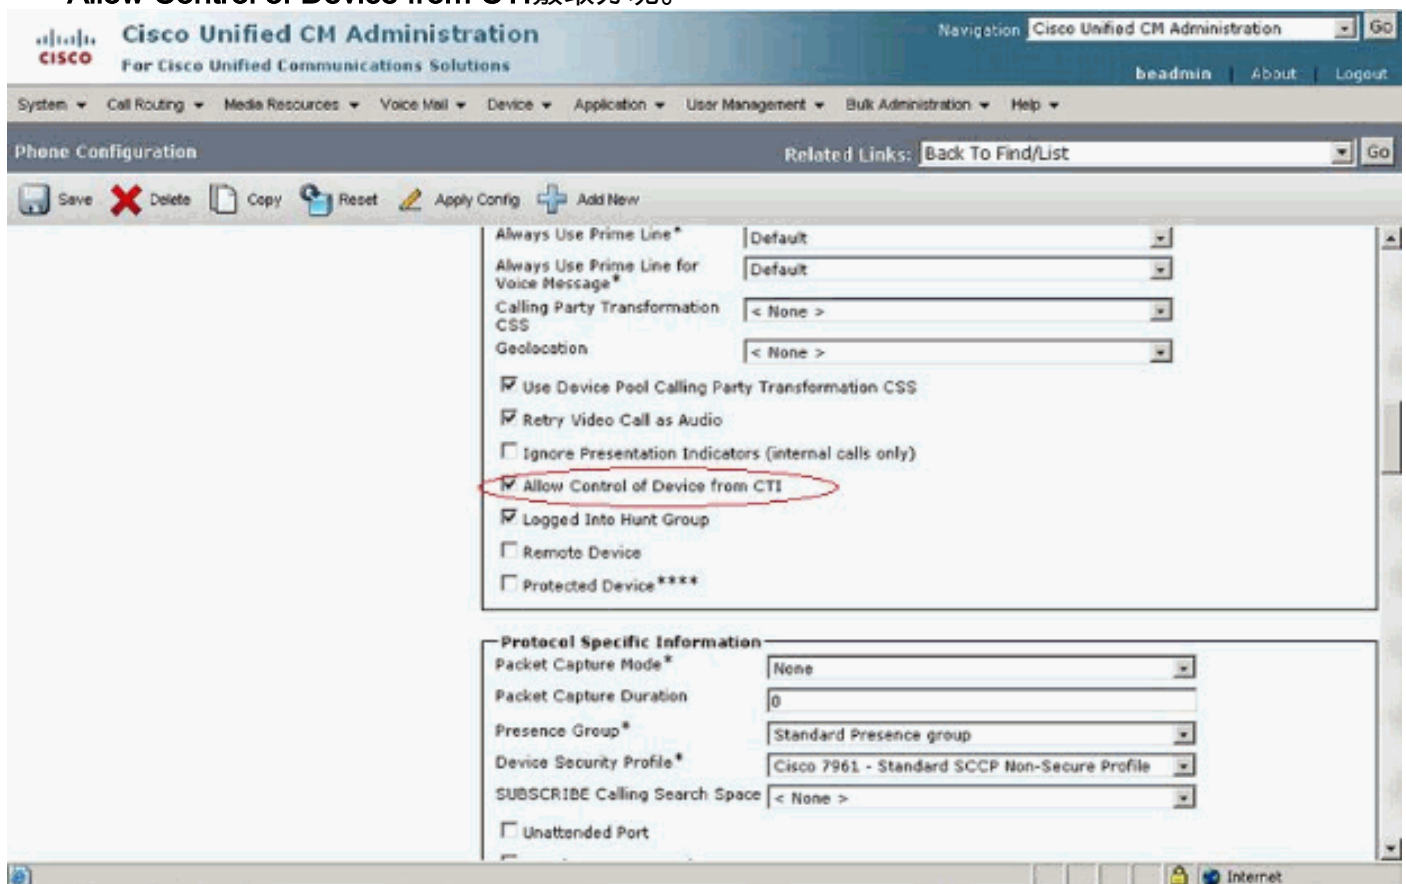 Cisco Unified CM Administration
For Cisco Unified Communications Solutions
CISCO
Navigation Cisco Unified CM Administration Go
beadmin About Logout
System Call Routing Media Resources Voice Mail Device Application User Management Bulk Administration Help
Phone Configuration
Related Links: Back To Find/List Go
Save Delete Copy Reset Apply Config Add New
Always Use Prime Line* Default
Always Use Prime Line for Voice Message* Default
Calling Party Transformation CSS < None >
Geolocation < None >
Use Device Pool Calling Party Transformation CSS
Retry Video Call as Audio
Ignore Presentation Indicators (internal calls only)
Allow Control of Device from CTI
Logged Into Hunt Group
Remote Device
Protected Device****
Protocol Specific Information
Packet Capture Mode* None
Packet Capture Duration 0
Presence Group* Standard Presence group
Device Security Profile* Cisco 7961 - Standard SCCP Non-Secure Profile
SUBSCRIBE Calling Search Space < None >
Unattended Port
Internet